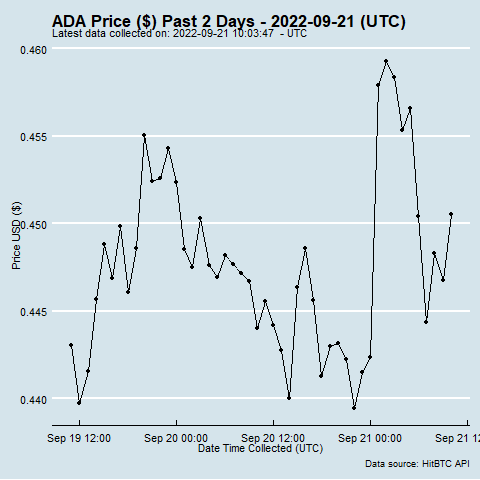 ADA Price ($) Past 2 Days - 2022-09-21 (UTC)
Latest data collected on: 2022-09-21 10:03:47 - UTC
0.460
0.455
0.450
0.445
0.440
Price USD ($)
Sep 19 12:00 Sep 20 00:00 Sep 20 12:00 Sep 21 00:00 Sep 21 12
Date Time Collected (UTC)
Data source: HitBTC API